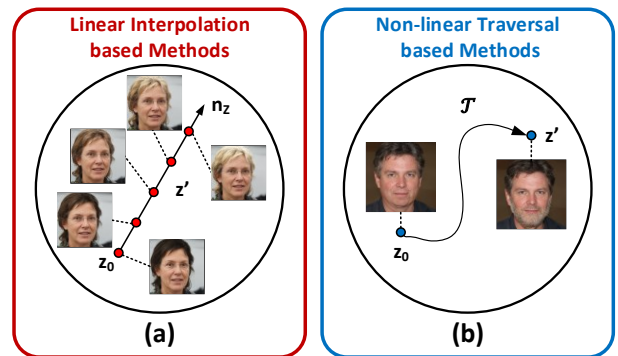 Linear Interpolation
based Methods
n_z
z'
z_0
(a)
Non-linear Traversal
based Methods
𝒯
z'
z_0
(b)